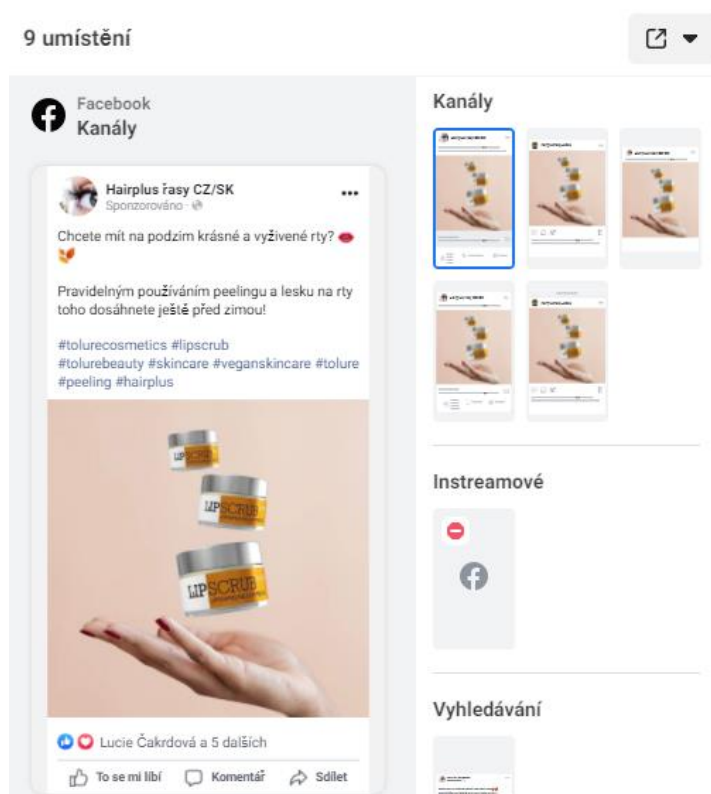 9 umístění
Facebook
Kanály
Hairplus řasy CZ/SK
Sponzorováno ·
Chcete mít na podzim krásné a vyživené rty? 👄
🍂
Pravidelným používáním peelingu a lesku na rty
toho dosáhnete ještě před zimou!
#tolurecosmetics #lipscrub
#tolurebeauty #skincare #veganskincare #tolure
#peeling #hairplus
LIPSCRUB
LIPSCRUB
LIPSCRUB
Lucie Čakrdová a 5 dalších
To se mi líbí Komentář Sdílet
Kanály
Instreamové
Vyhledávání